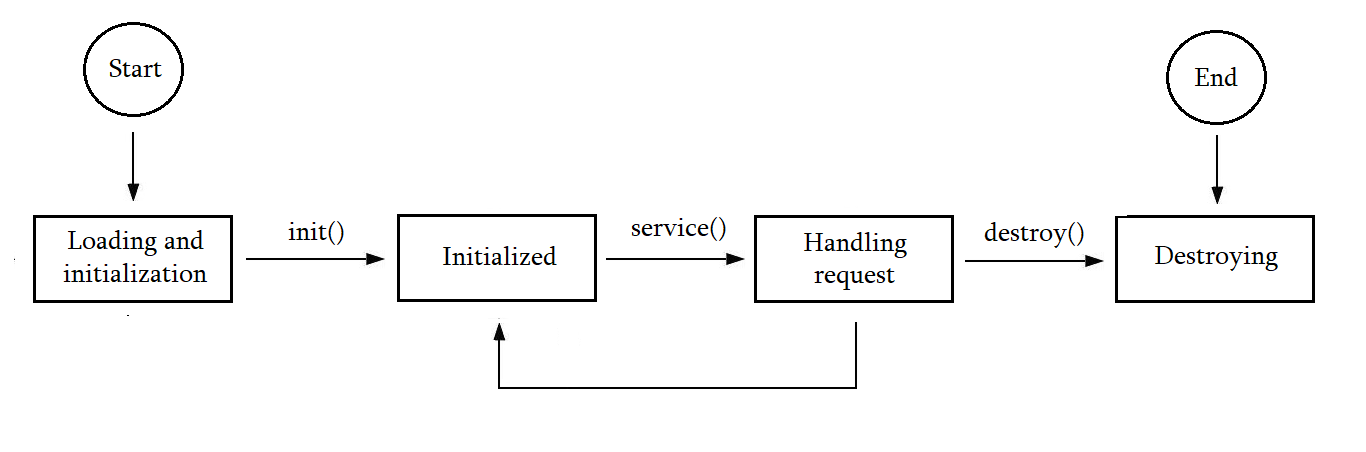 Start
End
Loading and
initialization
init()
Initialized
service()
Handling
request
destroy()
Destroying